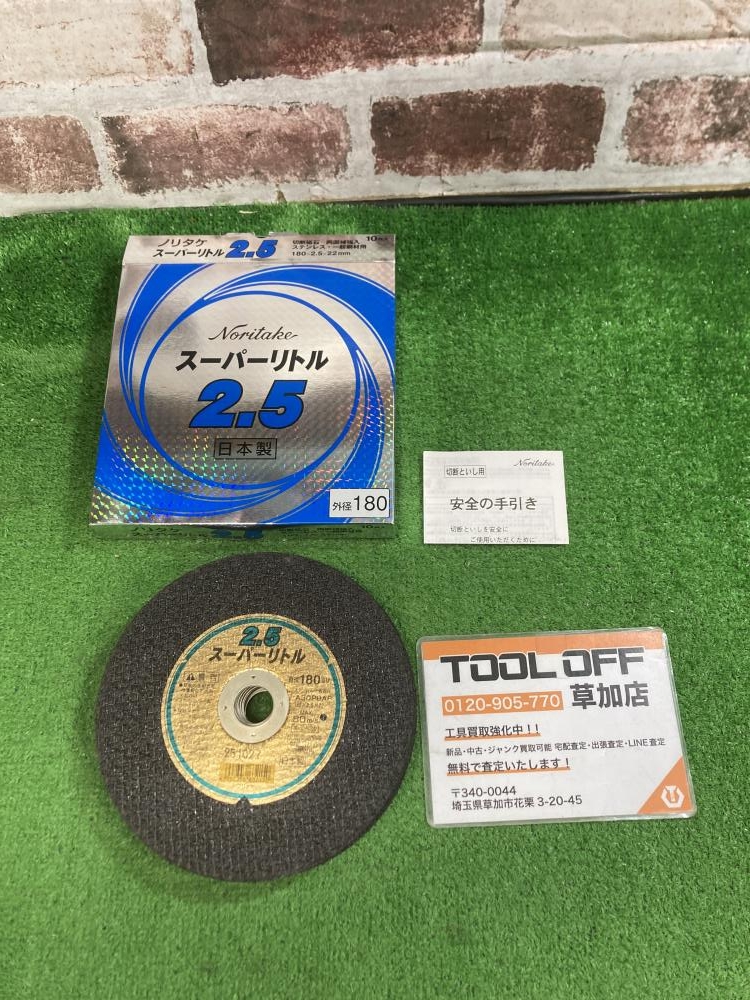 ノリタケ
スーパーリトル 2.5
切断砥石 両面補強入
ステンレス・一般鋼材用
180×2.5×22mm
10
Noritake
スーパーリトル
2.5
日本製
外径180
切断といし用
Noritake
安全の手引き
切断といしを安全に
ご使用いただくために
2.5
スーパーリトル
180
TOOL OFF
0120-905-770 草加店
工具買取強化中!!
新品・中古・ジャンク買取可能 宅配査定・出張査定・LINE査定
無料で査定いたします!
〒340-0044
埼玉県草加市花栗 3-20-45